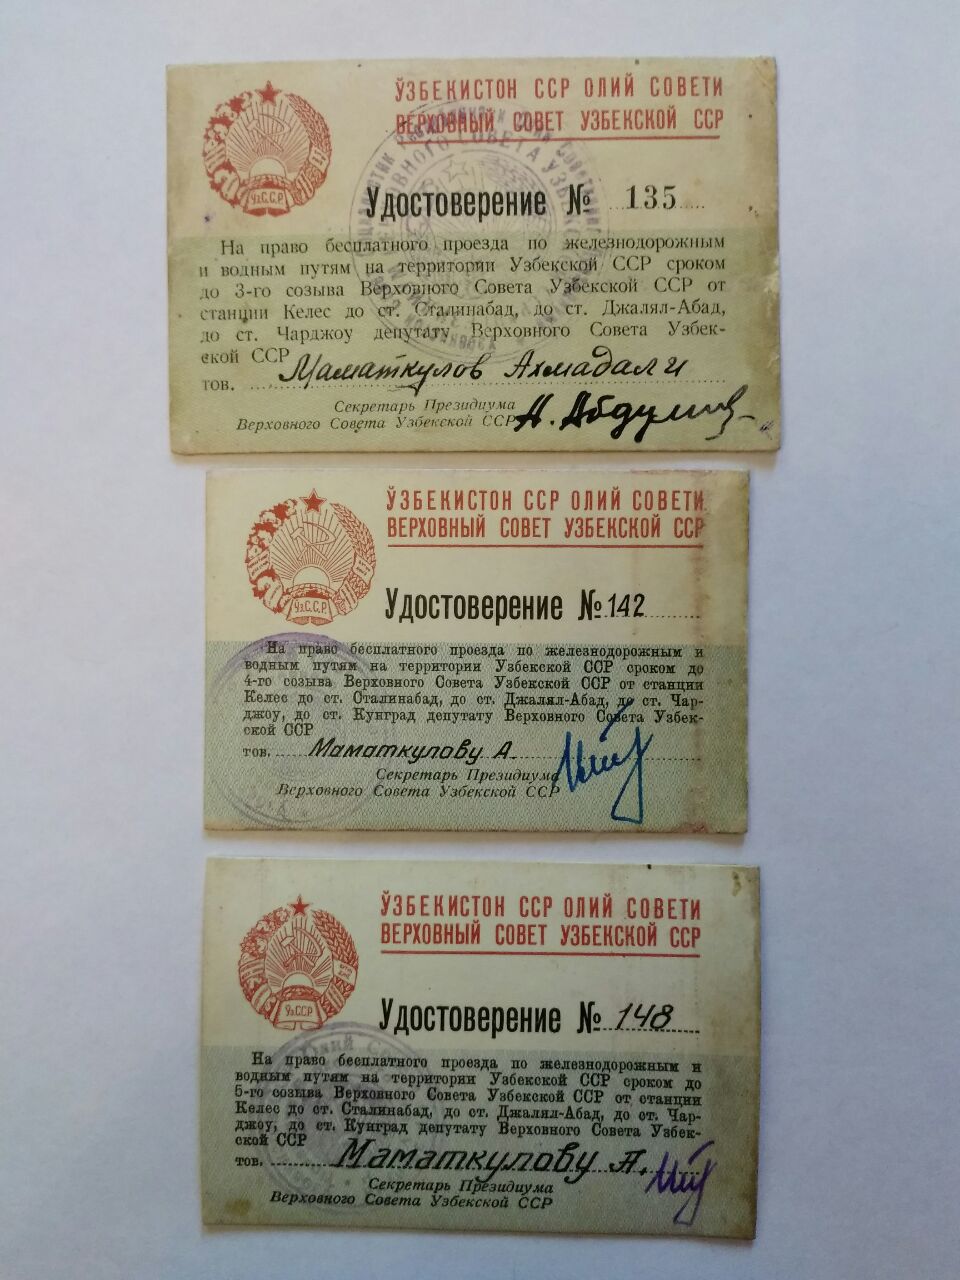 ЎЗБЕКИСТОН ССР ОЛИЙ СОВЕТИ
ВЕРХОВНЫЙ СОВЕТ УЗБЕКСКОЙ ССР
Уз.С.С.Р.
Удостоверение № 135
На право бесплатного проезда по железнодорожным
и водным путям на территории Узбекской ССР сроком
до 3-го созыва Верховного Совета Узбекской ССР от
станции Келес до ст. Сталинабад, до ст. Джалял-Абад,
до ст. Чарджоу депутату Верховного Совета Узбек-
ской ССР
тов. Маматкулов Ахмадали
Секретарь Президиума
Верховного Совета Узбекской ССР
ЎЗБЕКИСТОН ССР ОЛИЙ СОВЕТИ
ВЕРХОВНЫЙ СОВЕТ УЗБЕКСКОЙ ССР
Ўз.С.С.Р.
Удостоверение № 142
На право бесплатного проезда по железнодорожным и
водным путям на территории Узбекской ССР сроком до
4-го созыва Верховного Совета Узбекской ССР от станции
Келес до ст. Сталинабад, до ст. Джалял-Абад, до ст. Чар-
джоу, до ст. Кунград депутату Верховного Совета Узбек-
ской ССР
тов. Маматкулову А.
Секретарь Президиума
Верховного Совета Узбекской ССР
ЎЗБЕКИСТОН ССР ОЛИЙ СОВЕТИ
ВЕРХОВНЫЙ СОВЕТ УЗБЕКСКОЙ ССР
Ўз.ССР
Удостоверение № 148
На право бесплатного проезда по железнодорожным и
водным путям на территории Узбекской ССР сроком до
5-го созыва Верховного Совета Узбекской ССР от станции
Келес до ст. Сталинабад, до ст. Джалял-Абад, до ст. Чар-
джоу, до ст. Кунград депутату Верховного Совета Узбек-
ской ССР
тов. Маматкулову А.
Секретарь Президиума
Верховного Совета Узбекской ССР